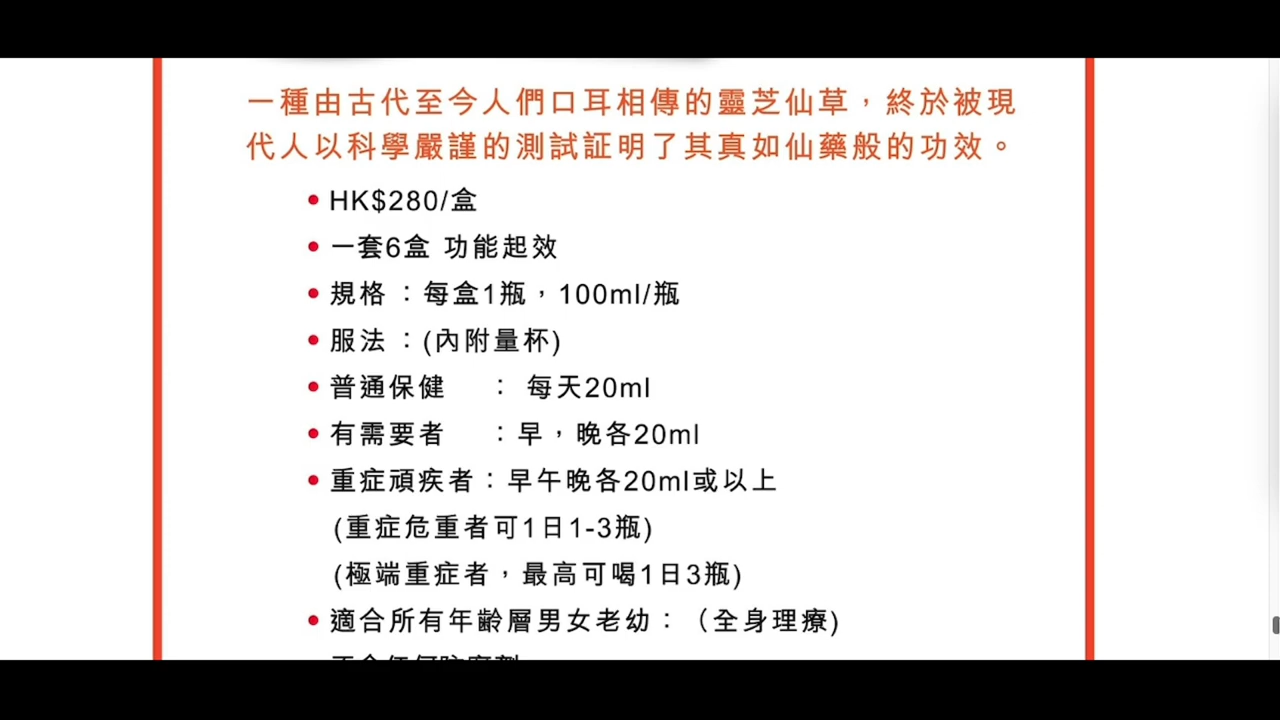 一種由古代至今人們口耳相傳的靈芝仙草，終於被現
代人以科學嚴謹的測試証明了其真如仙藥般的功效。
• HK$280/盒
• 一套6盒 功能起效
• 規格：每盒1瓶，100ml/瓶
• 服法：(內附量杯)
• 普通保健 ： 每天20ml
• 有需要者 ：早，晚各20ml
• 重症頑疾者：早午晚各20ml或以上
(重症危重者可1日1-3瓶)
(極端重症者，最高可喝1日3瓶)
• 適合所有年齡層男女老幼：（全身理療)